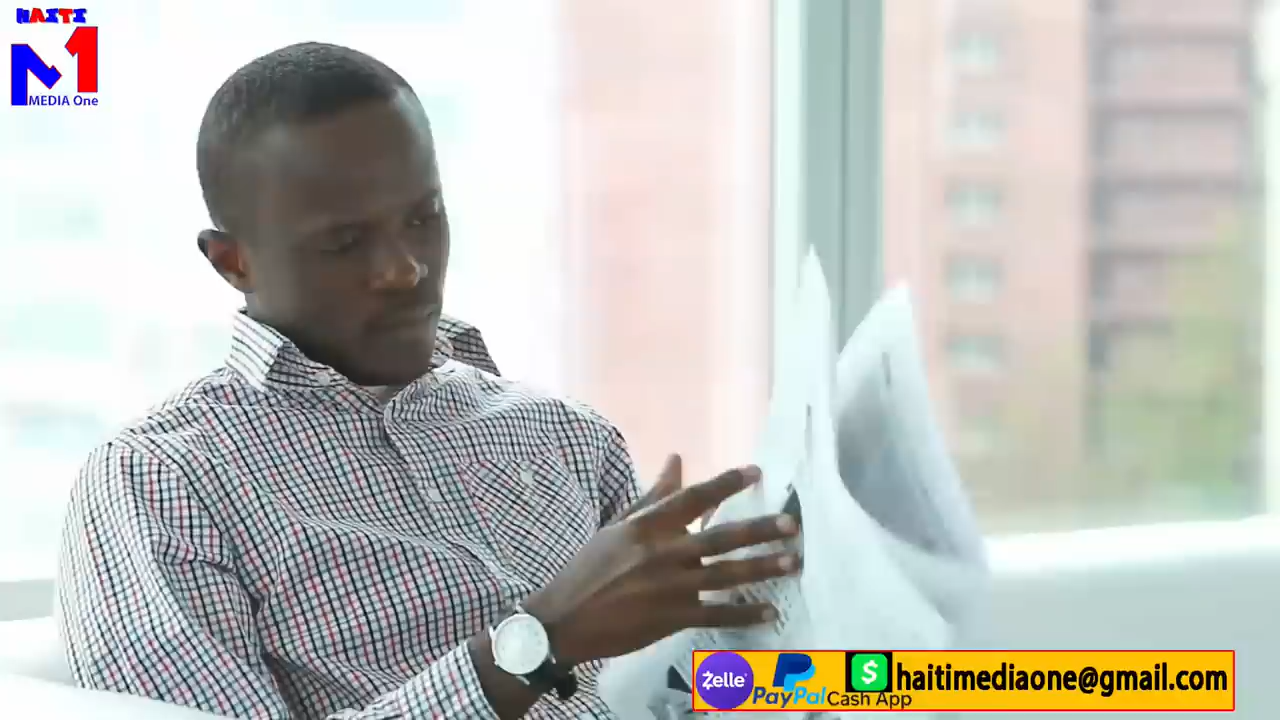 HAITI
M1
MEDIA One
Zelle
PayPal
Cash App
haitimediaone@gmail.com